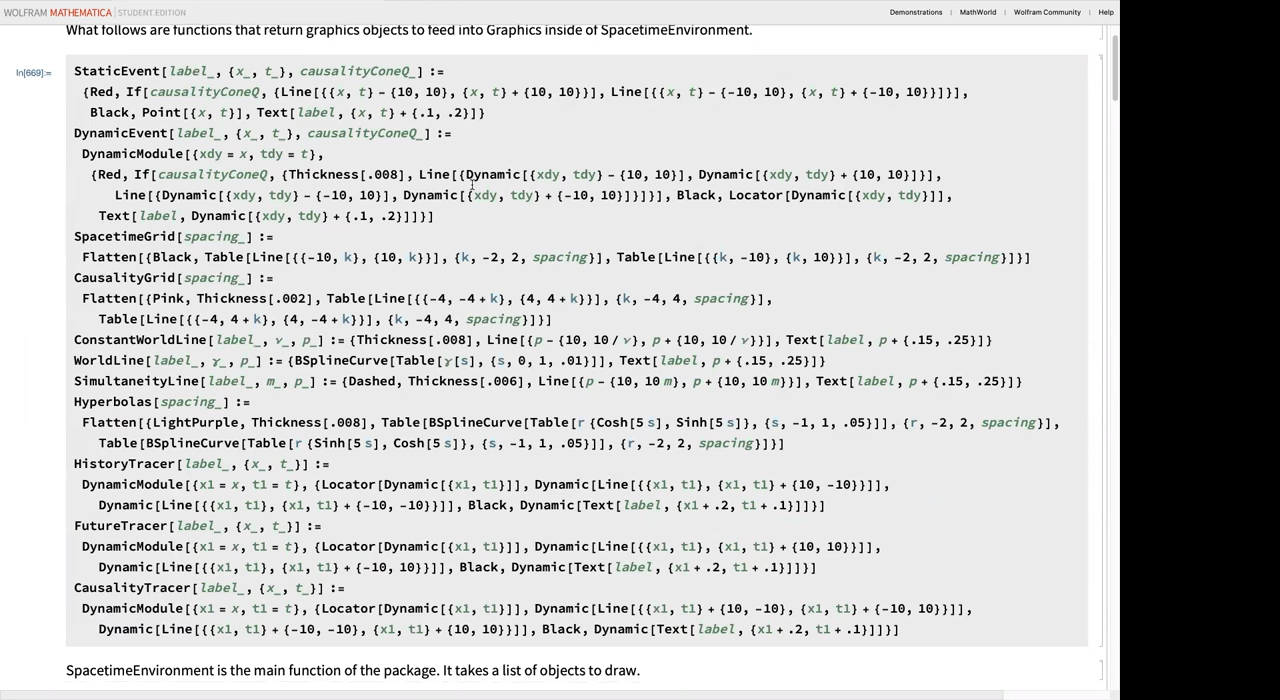 WOLFRAM MATHEMATICA | STUDENT EDITION
Demonstrations | MathWorld | Wolfram Community | Help
What follows are functions that return graphics objects to feed into Graphics inside of SpacetimeEnvironment.
In[669]:=
StaticEvent[label_, {x_, t_}, causalityConeQ_] :=
{Red, If[causalityConeQ, {Line[{{x, t} - {10, 10}, {x, t} + {10, 10}}], Line[{{x, t} - {-10, 10}, {x, t} + {-10, 10}}]}],
Black, Point[{x, t}], Text[label, {x, t} + {.1, .2}]}
DynamicEvent[label_, {x_, t_}, causalityConeQ_] :=
DynamicModule[{xdy = x, tdy = t},
{Red, If[causalityConeQ, {Thickness[.008], Line[{Dynamic[{xdy, tdy} - {10, 10}], Dynamic[{xdy, tdy} + {10, 10}]}],
Line[{Dynamic[{xdy, tdy} - {-10, 10}], Dynamic[{xdy, tdy} + {-10, 10}]}]}], Black, Locator[Dynamic[{xdy, tdy}]],
Text[label, Dynamic[{xdy, tdy} + {.1, .2}]]}]
SpacetimeGrid[spacing_] :=
Flatten[{Black, Table[Line[{{-10, k}, {10, k}}], {k, -2, 2, spacing}], Table[Line[{{k, -10}, {k, 10}}], {k, -2, 2, spacing}]}]
CausalityGrid[spacing_] :=
Flatten[{Pink, Thickness[.002], Table[Line[{{-4, -4 + k}, {4, 4 + k}}], {k, -4, 4, spacing}],
Table[Line[{{-4, 4 + k}, {4, -4 + k}}], {k, -4, 4, spacing}]}]
ConstantWorldLine[label_, v_, p_] := {Thickness[.008], Line[{p - {10, 10 / v}, p + {10, 10 / v}}], Text[label, p + {.15, .25}]}
WorldLine[label_, γ_, p_] := {BSplineCurve[Table[γ[s], {s, 0, 1, .01}]], Text[label, p + {.15, .25}]}
SimultaneityLine[label_, m_, p_] := {Dashed, Thickness[.006], Line[{p - {10, 10 m}, p + {10, 10 m}}], Text[label, p + {.15, .25}]}
Hyperbolas[spacing_] :=
Flatten[{LightPurple, Thickness[.008], Table[BSplineCurve[Table[r {Cosh[5 s], Sinh[5 s]}, {s, -1, 1, .05}]], {r, -2, 2, spacing}],
Table[BSplineCurve[Table[r {Sinh[5 s], Cosh[5 s]}, {s, -1, 1, .05}]], {r, -2, 2, spacing}]}]
HistoryTracer[label_, {x_, t_}] :=
DynamicModule[{x1 = x, t1 = t}, {Locator[Dynamic[{x1, t1}]], Dynamic[Line[{{x1, t1}, {x1, t1} + {10, -10}}]],
Dynamic[Line[{{x1, t1}, {x1, t1} + {-10, -10}}]], Black, Dynamic[Text[label, {x1 + .2, t1 + .1}]]}]
FutureTracer[label_, {x_, t_}] :=
DynamicModule[{x1 = x, t1 = t}, {Locator[Dynamic[{x1, t1}]], Dynamic[Line[{{x1, t1}, {x1, t1} + {10, 10}}]],
Dynamic[Line[{{x1, t1}, {x1, t1} + {-10, 10}}]], Black, Dynamic[Text[label, {x1 + .2, t1 + .1}]]}]
CausalityTracer[label_, {x_, t_}] :=
DynamicModule[{x1 = x, t1 = t}, {Locator[Dynamic[{x1, t1}]], Dynamic[Line[{{x1, t1} + {10, -10}, {x1, t1} + {-10, 10}}]],
Dynamic[Line[{{x1, t1} + {-10, -10}, {x1, t1} + {10, 10}}]], Black, Dynamic[Text[label, {x1 + .2, t1 + .1}]]}]
SpacetimeEnvironment is the main function of the package. It takes a list of objects to draw.